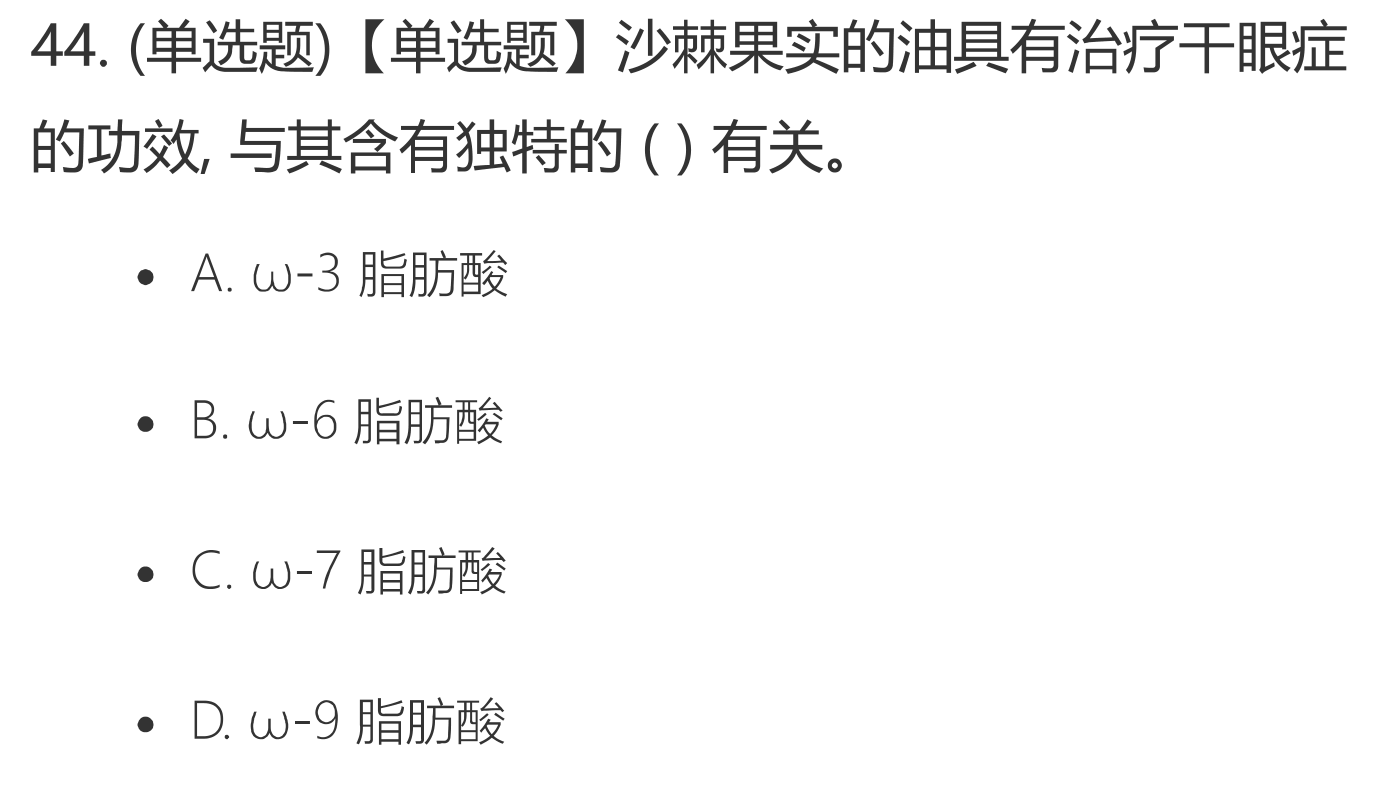 44. (单选题)【单选题】沙棘果实的油具有治疗干眼症
的功效, 与其含有独特的 ( ) 有关。
A. ω-3 脂肪酸
B. ω-6 脂肪酸
C. ω-7 脂肪酸
D. ω-9 脂肪酸